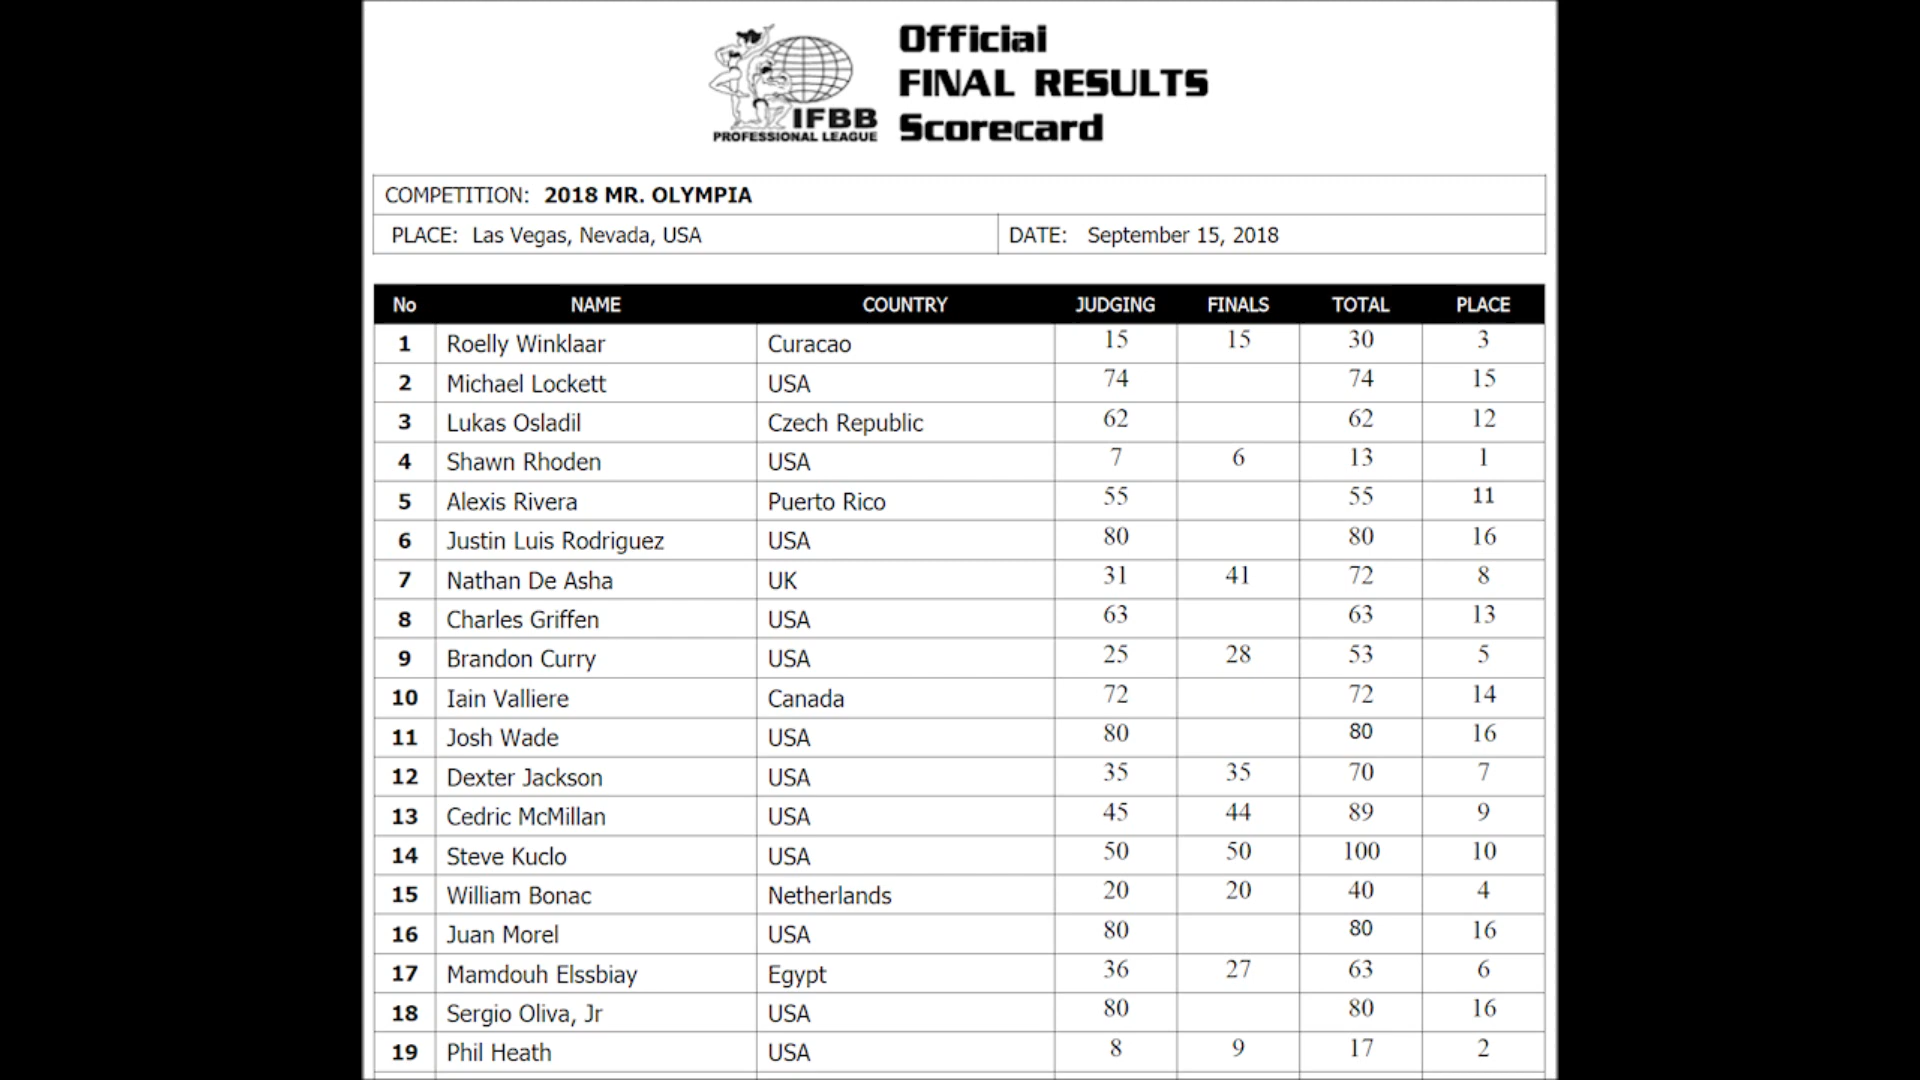 Official
FINAL RESULTS
Scorecard
IFBB
PROFESSIONAL LEAGUE
COMPETITION: 2018 MR. OLYMPIA
PLACE: Las Vegas, Nevada, USA DATE: September 15, 2018
No NAME COUNTRY JUDGING FINALS TOTAL PLACE
1 Roelly Winklaar Curacao 15 15 30 3
2 Michael Lockett USA 74 74 15
3 Lukas Osladil Czech Republic 62 62 12
4 Shawn Rhoden USA 7 6 13 1
5 Alexis Rivera Puerto Rico 55 55 11
6 Justin Luis Rodriguez USA 80 80 16
7 Nathan De Asha UK 31 41 72 8
8 Charles Griffen USA 63 63 13
9 Brandon Curry USA 25 28 53 5
10 Iain Valliere Canada 72 72 14
11 Josh Wade USA 80 80 16
12 Dexter Jackson USA 35 35 70 7
13 Cedric McMillan USA 45 44 89 9
14 Steve Kuclo USA 50 50 100 10
15 William Bonac Netherlands 20 20 40 4
16 Juan Morel USA 80 80 16
17 Mamdouh Elssbiay Egypt 36 27 63 6
18 Sergio Oliva, Jr USA 80 80 16
19 Phil Heath USA 8 9 17 2